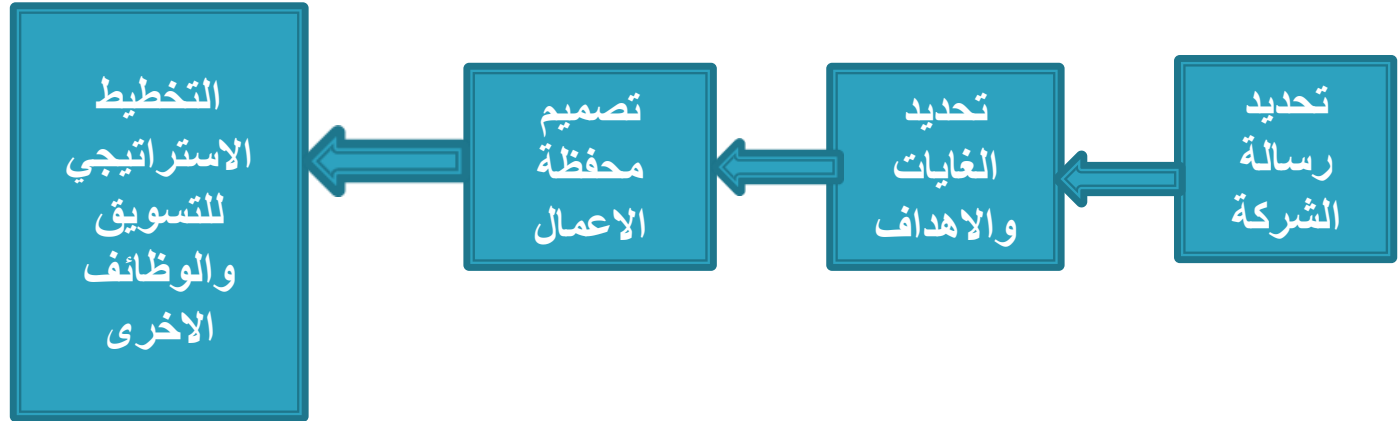 تحديد
رسالة
الشركة
تحديد
الغايات
والاهداف
تصميم
محفظة
الاعمال
التخطيط
الاستراتيجي
للتسويق
والوظائف
الاخرى